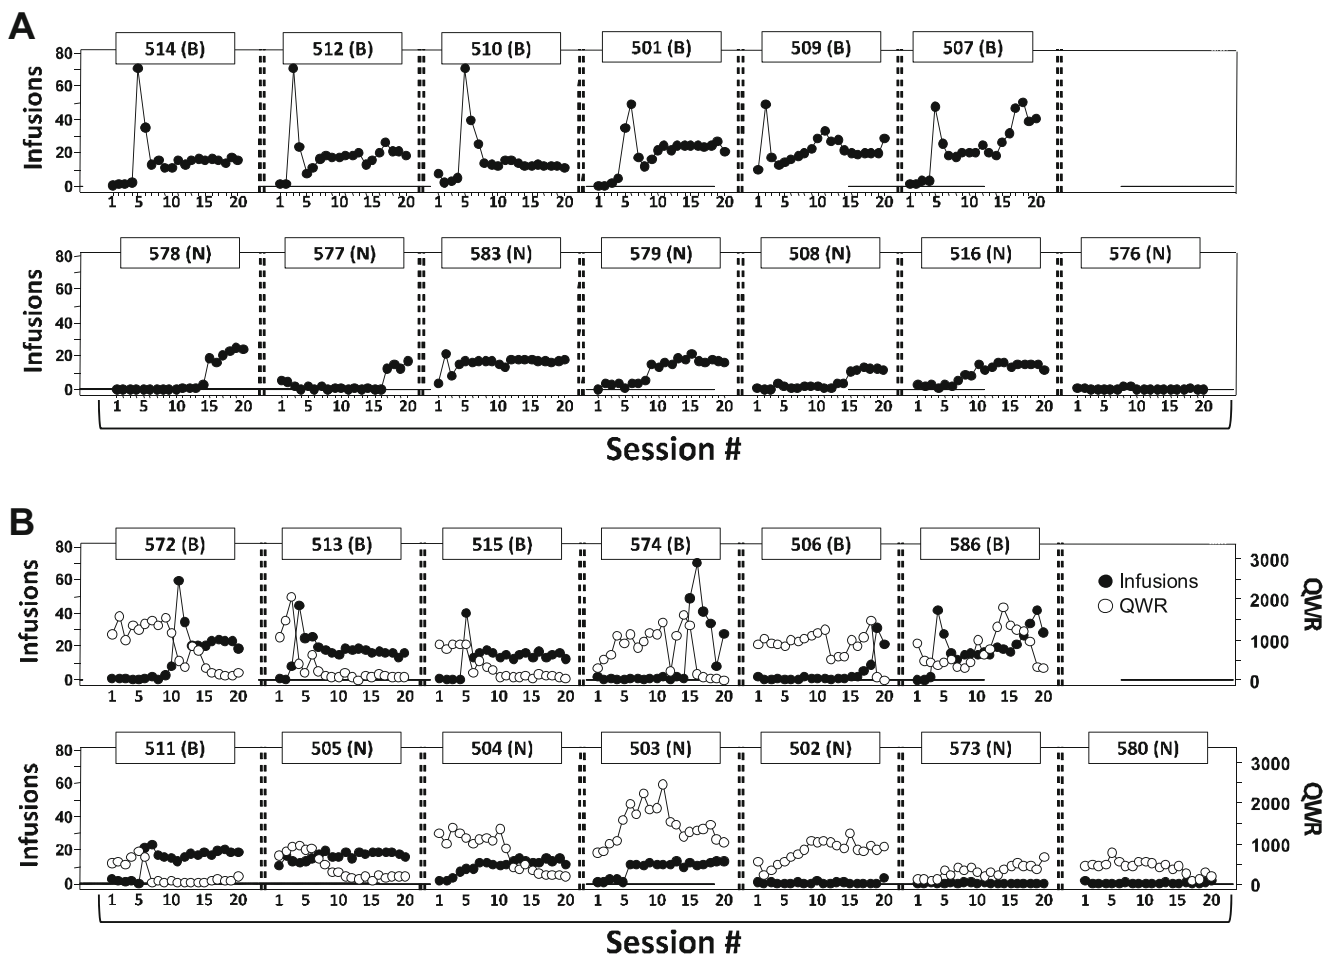 A
514 (B) 512 (B) 510 (B) 501 (B) 509 (B) 507 (B)
Infusions
80
60
40
20
0
1 5 10 15 20 1 5 10 15 20 1 5 10 15 20 1 5 10 15 20 1 5 10 15 20 1 5 10 15 20
578 (N) 577 (N) 583 (N) 579 (N) 508 (N) 516 (N) 576 (N)
Infusions
80
60
40
20
0
1 5 10 15 20 1 5 10 15 20 1 5 10 15 20 1 5 10 15 20 1 5 10 15 20 1 5 10 15 20 1 5 10 15 20
Session #
B
572 (B) 513 (B) 515 (B) 574 (B) 506 (B) 586 (B)
Infusions
80
60
40
20
0
Infusions
QWR
3000
2000
1000
0
QWR
1 5 10 15 20 1 5 10 15 20 1 5 10 15 20 1 5 10 15 20 1 5 10 15 20 1 5 10 15 20
511 (B) 505 (N) 504 (N) 503 (N) 502 (N) 573 (N) 580 (N)
Infusions
80
60
40
20
0
3000
2000
1000
0
QWR
1 5 10 15 20 1 5 10 15 20 1 5 10 15 20 1 5 10 15 20 1 5 10 15 20 1 5 10 15 20 1 5 10 15 20
Session #